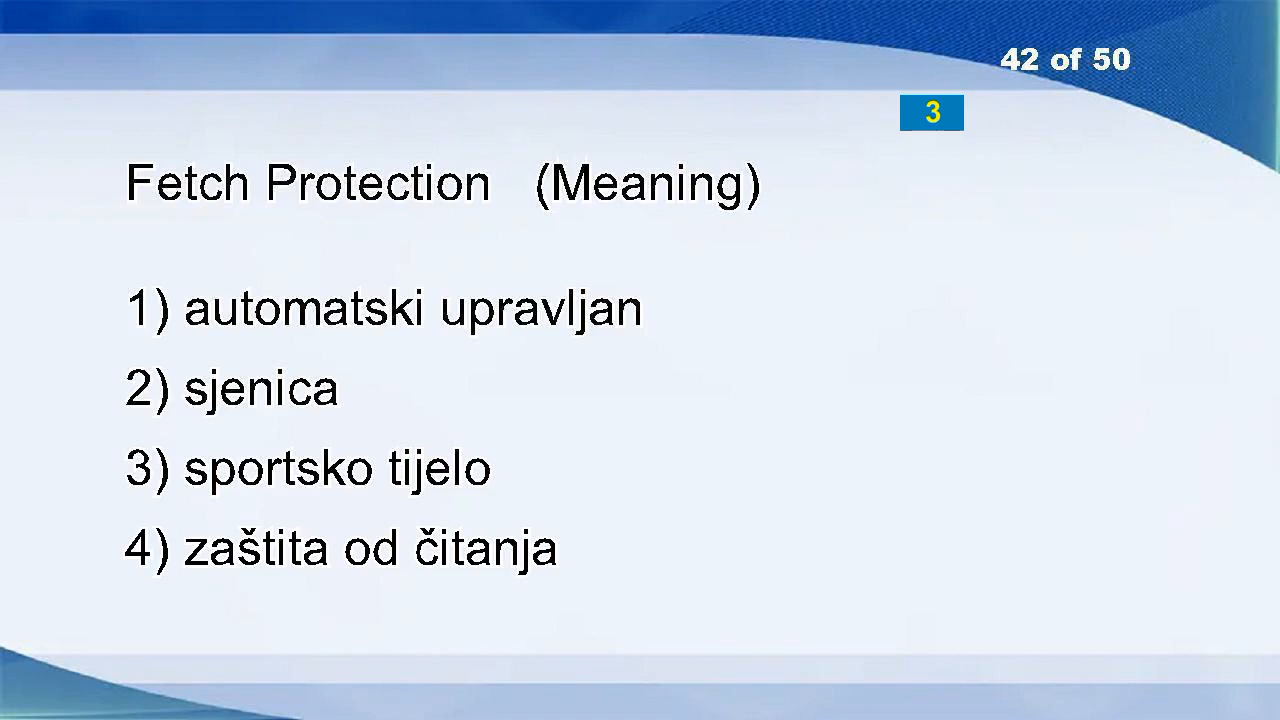 42 of 50
3
Fetch Protection (Meaning)
1) automatski upravljan
2) sjenica
3) sportsko tijelo
4) zaštita od čitanja